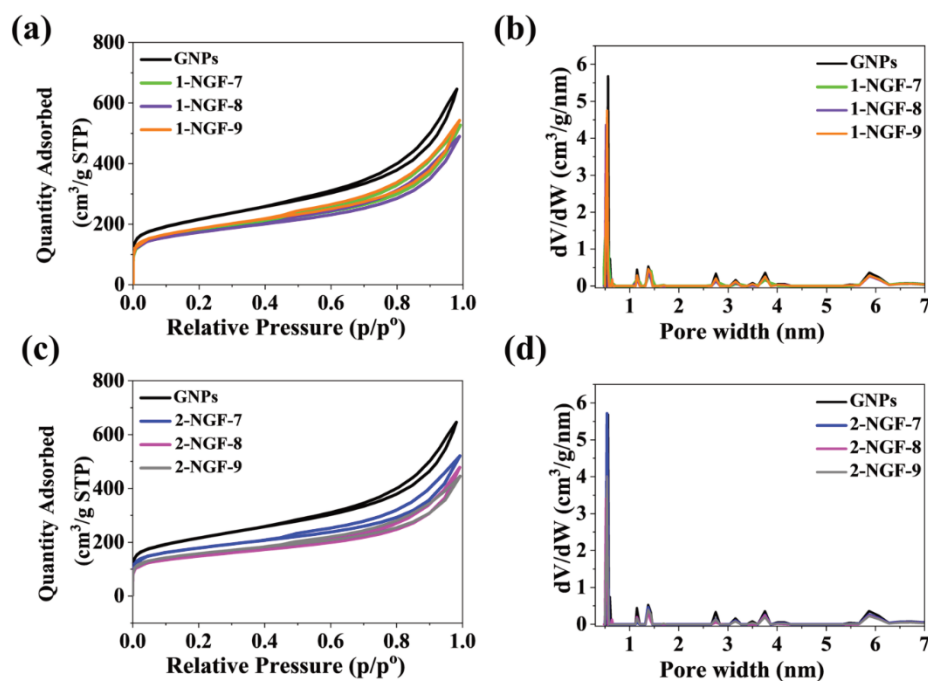 (a)
800
600
400
200
0
Quantity Adsorbed
(cm³/g STP)
GNPs
1-NGF-7
1-NGF-8
1-NGF-9
0.0 0.2 0.4 0.6 0.8 1.0
Relative Pressure (p/pº)
(b)
6
5
4
3
2
1
0
dV/dW (cm³/g/nm)
GNPs
1-NGF-7
1-NGF-8
1-NGF-9
1 2 3 4 5 6 7
Pore width (nm)
(c)
800
600
400
200
0
Quantity Adsorbed
(cm³/g STP)
GNPs
2-NGF-7
2-NGF-8
2-NGF-9
0.0 0.2 0.4 0.6 0.8 1.0
Relative Pressure (p/pº)
(d)
6
5
4
3
2
1
0
dV/dW (cm³/g/nm)
GNPs
2-NGF-7
2-NGF-8
2-NGF-9
1 2 3 4 5 6 7
Pore width (nm)